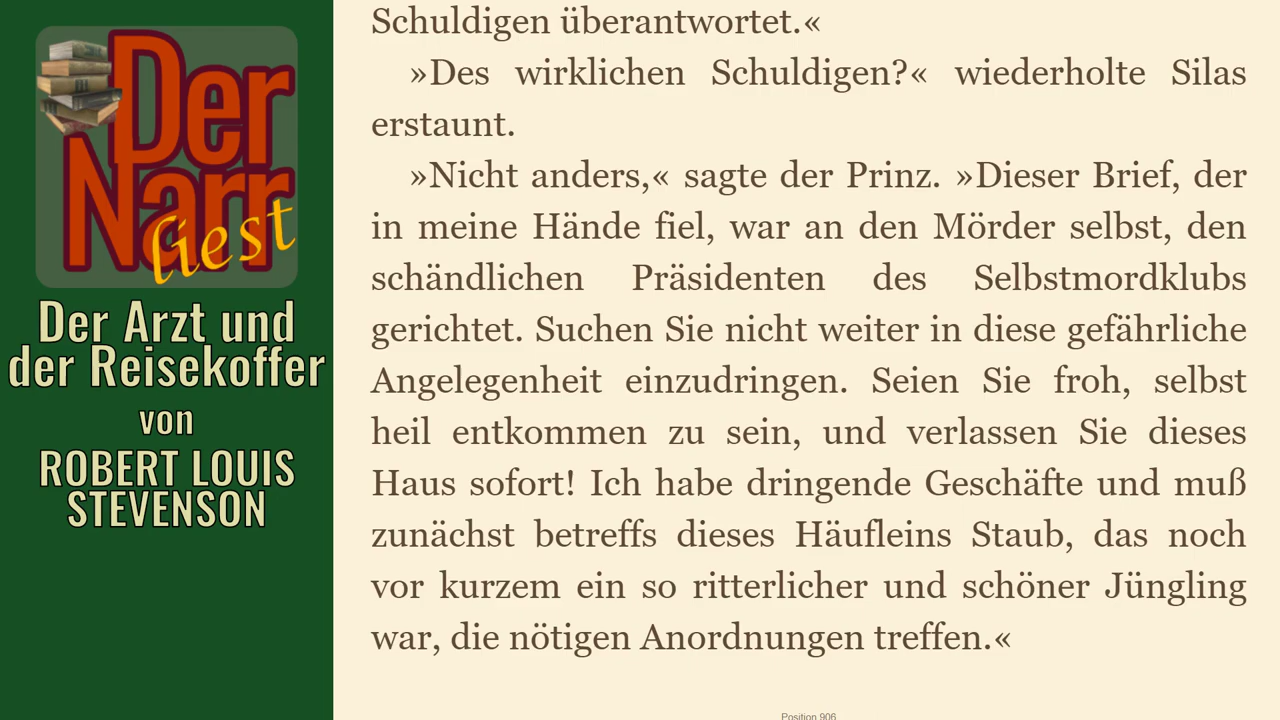 Der
Narr
liest
Der Arzt und
der Reisekoffer
von
ROBERT LOUIS
STEVENSON
Schuldigen überantwortet.«
»Des wirklichen Schuldigen?« wiederholte Silas
erstaunt.
»Nicht anders,« sagte der Prinz. »Dieser Brief, der
in meine Hände fiel, war an den Mörder selbst, den
schändlichen Präsidenten des Selbstmordklubs
gerichtet. Suchen Sie nicht weiter in diese gefährliche
Angelegenheit einzudringen. Seien Sie froh, selbst
heil entkommen zu sein, und verlassen Sie dieses
Haus sofort! Ich habe dringende Geschäfte und muß
zunächst betreffs dieses Häufleins Staub, das noch
vor kurzem ein so ritterlicher und schöner Jüngling
war, die nötigen Anordnungen treffen.«
Position 906